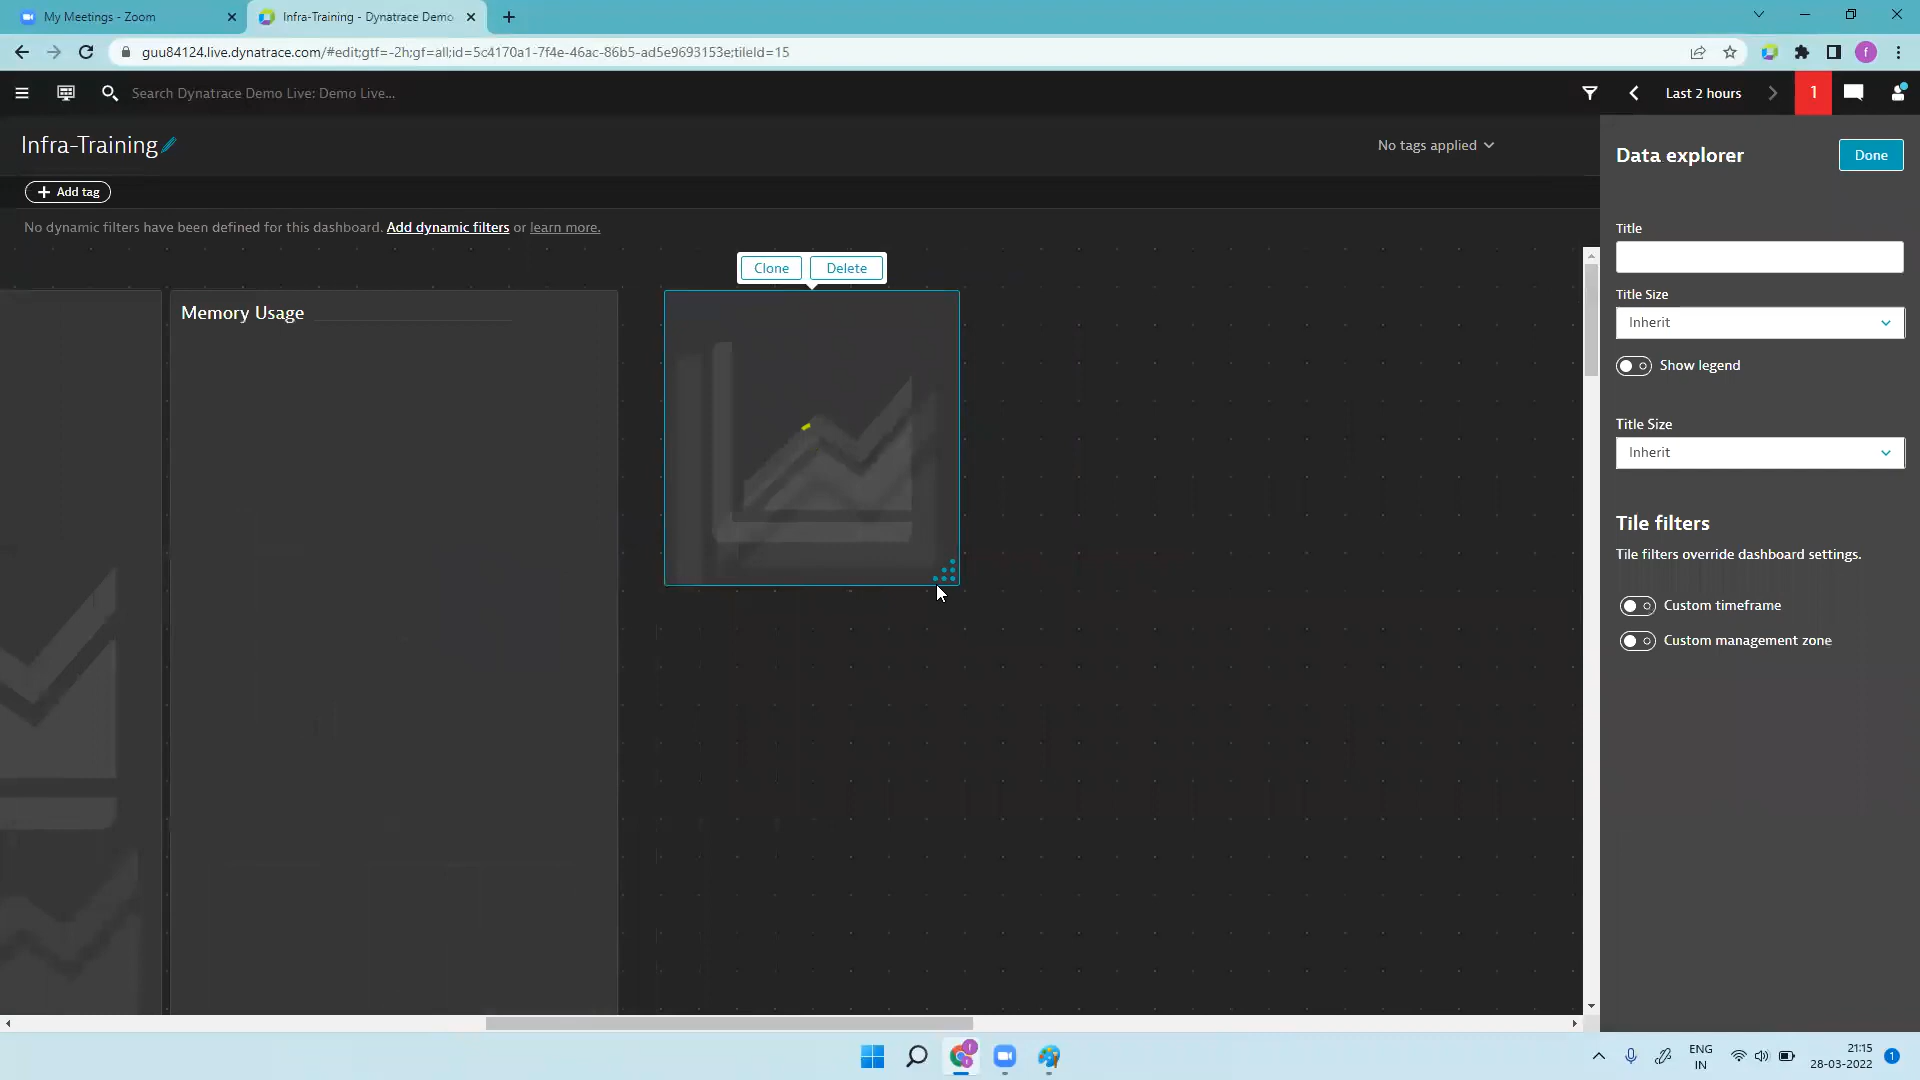 My Meetings - Zoom
Infra-Training - Dynatrace Demo
guu84124.live.dynatrace.com/#edit;gtf=-2h;gf=all;id=5c4170a1-7f4e-46ac-86b5-ad5e9693153e;tileId=15
Search Dynatrace Demo Live: Demo Live...
Last 2 hours
1
Infra-Training
No tags applied
Data explorer
Done
Add tag
No dynamic filters have been defined for this dashboard. Add dynamic filters or learn more.
Title
Clone
Delete
Title Size
Inherit
Memory Usage
Show legend
Title Size
Inherit
Tile filters
Tile filters override dashboard settings.
Custom timeframe
Custom management zone
ENG
IN
21:15
28-03-2022
1